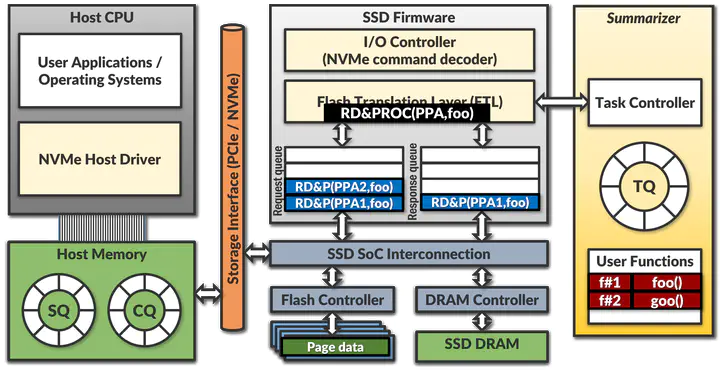 Host CPU
User Applications /
Operating Systems
NVMe Host Driver
Host Memory
SQ
CQ
Storage Interface (PCIe / NVMe)
SSD Firmware
I/O Controller
(NVMe command decoder)
Flash Translation Layer (FTL)
RD&PROC(PPA,foo)
Request queue
RD&P(PPA2,foo)
RD&P(PPA1,foo)
Response queue
RD&P(PPA1,foo)
SSD SoC Interconnection
Flash Controller
DRAM Controller
Page data
SSD DRAM
Summarizer
Task Controller
TQ
User Functions
f#1 foo()
f#2 goo()